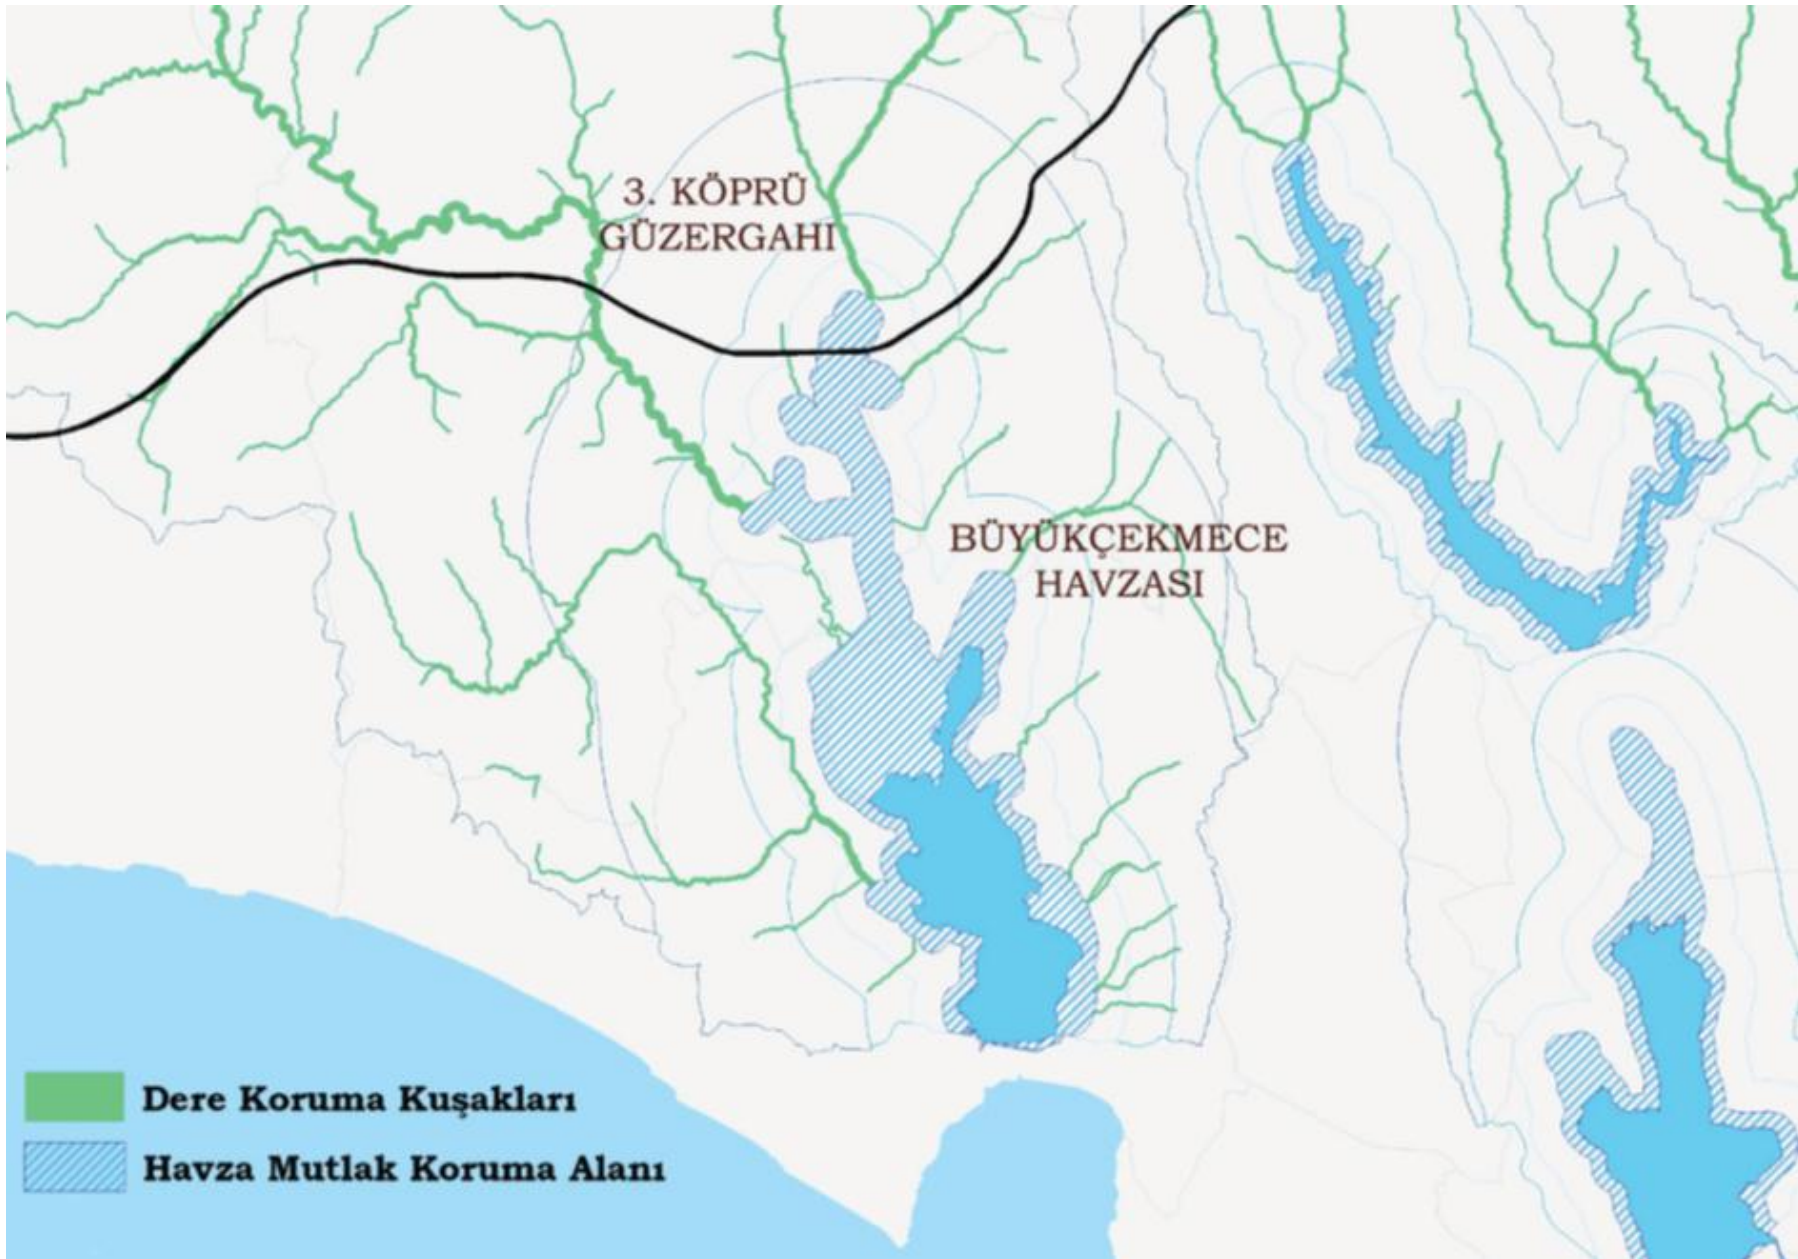 3. KÖPRÜ
GÜZERGAHI
BÜYÜKÇEKMECE
HAVZASI
Dere Koruma Kuşakları
Havza Mutlak Koruma Alanı